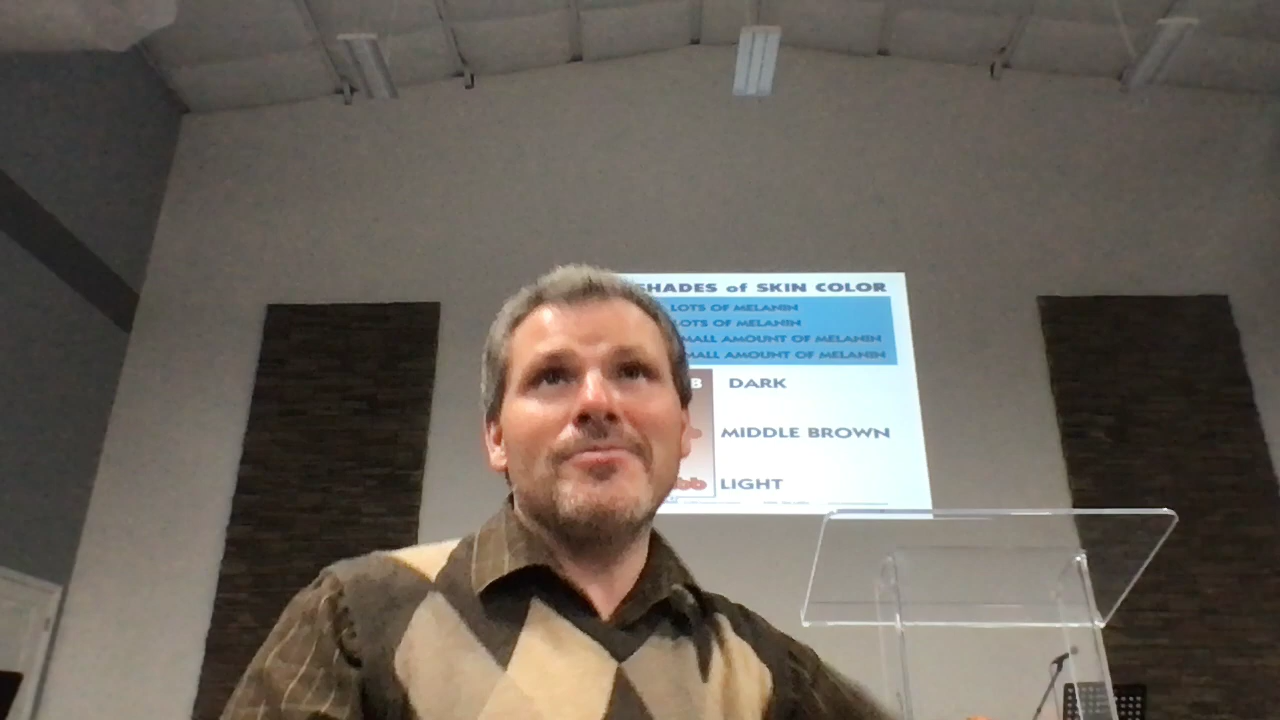 SHADES of SKIN COLOR
LOTS OF MELANIN
LOTS OF MELANIN
MALL AMOUNT OF MELANIN
MALL AMOUNT OF MELANIN
B DARK
MIDDLE BROWN
bb LIGHT